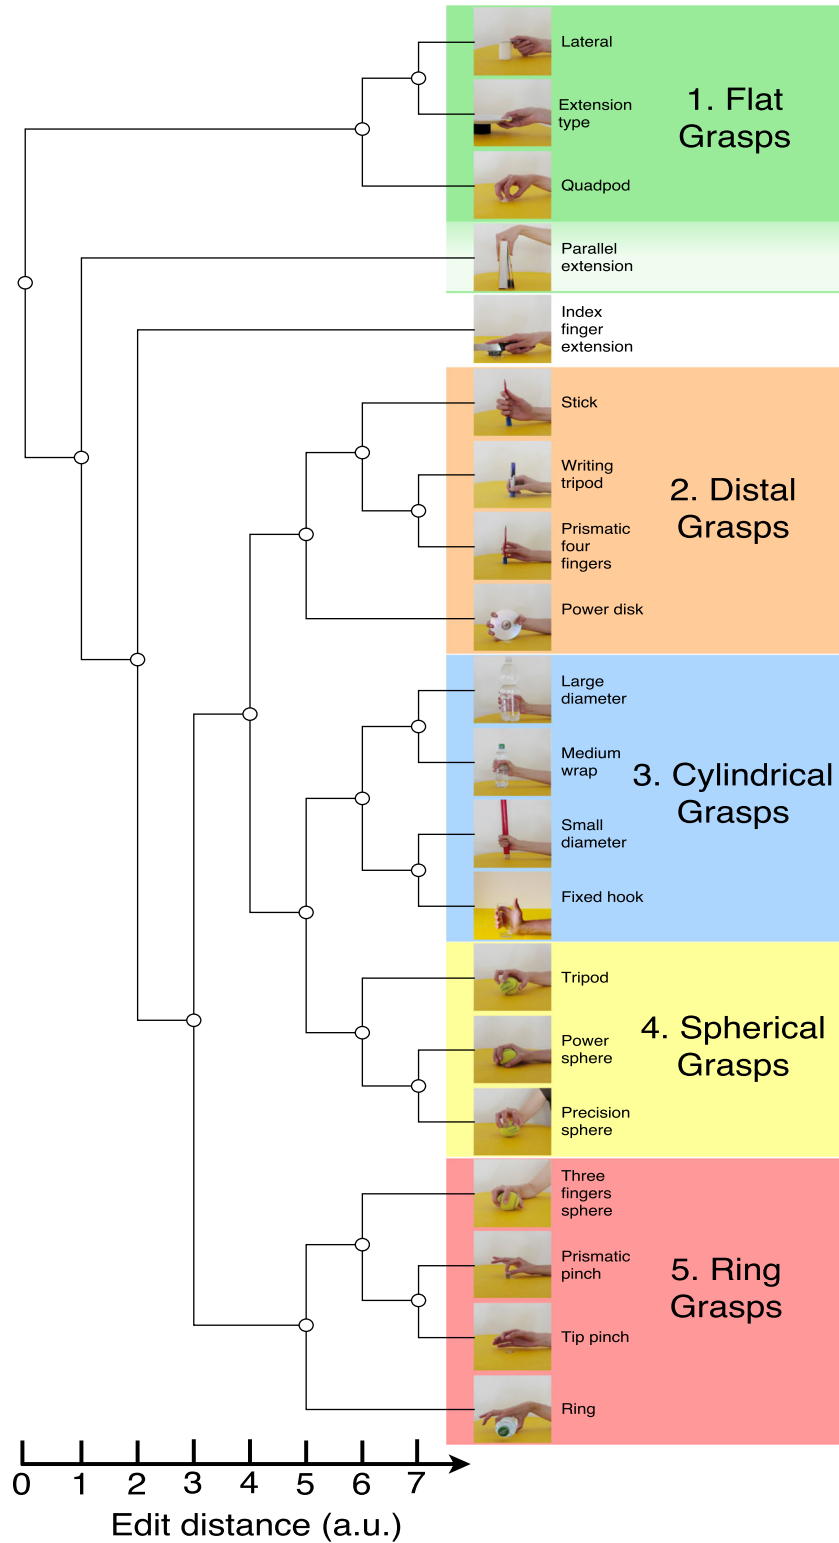 Lateral
Extension
type
Quadpod
1. Flat
Grasps
Parallel
extension
Index
finger
extension
Stick
Writing
tripod
Prismatic
four
fingers
Power disk
2. Distal
Grasps
Large
diameter
Medium
wrap
Small
diameter
Fixed hook
3. Cylindrical
Grasps
Tripod
Power
sphere
Precision
sphere
4. Spherical
Grasps
Three
fingers
sphere
Prismatic
pinch
Tip pinch
Ring
5. Ring
Grasps
0 1 2 3 4 5 6 7
Edit distance (a.u.)